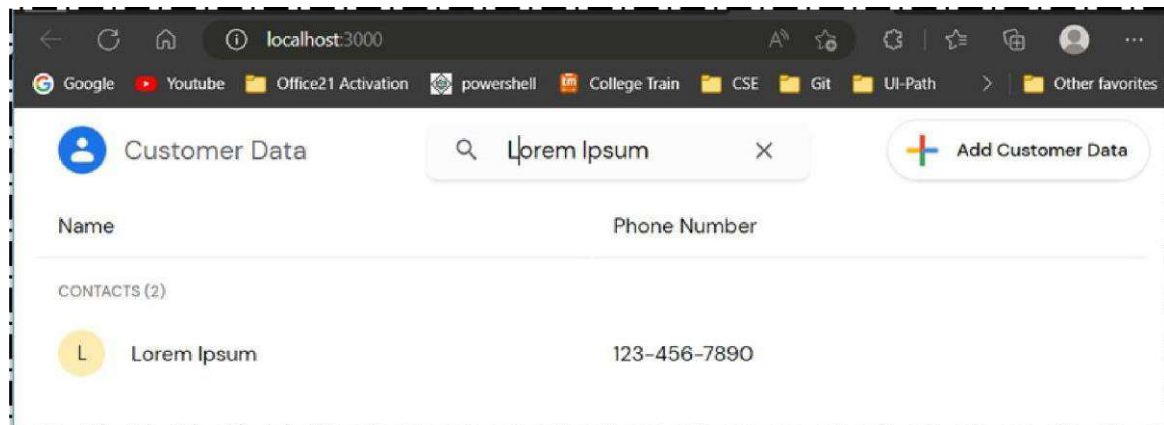 localhost:3000
Google Youtube Office21 Activation powershell College Train CSE Git UI-Path Other favorites
Customer Data Lorem Ipsum Add Customer Data
Name Phone Number
CONTACTS (2)
L Lorem Ipsum 123-456-7890